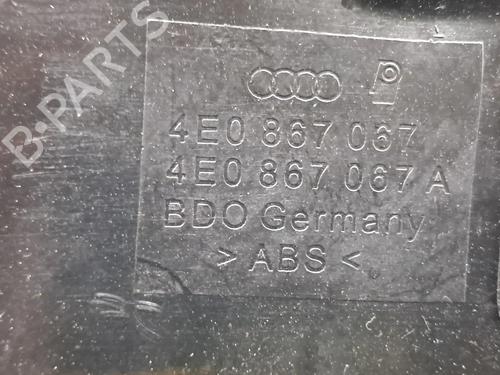 B-PARTS
4E0 867 067
4E0 867 067 A
BDO Germany
> ABS <